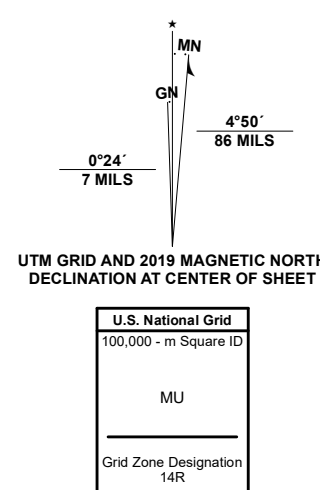 ★
MN
GN
4°50´
86 MILS
0°24´
7 MILS
UTM GRID AND 2019 MAGNETIC NORTH
DECLINATION AT CENTER OF SHEET
U.S. National Grid
100,000 - m Square ID
MU
Grid Zone Designation
14R